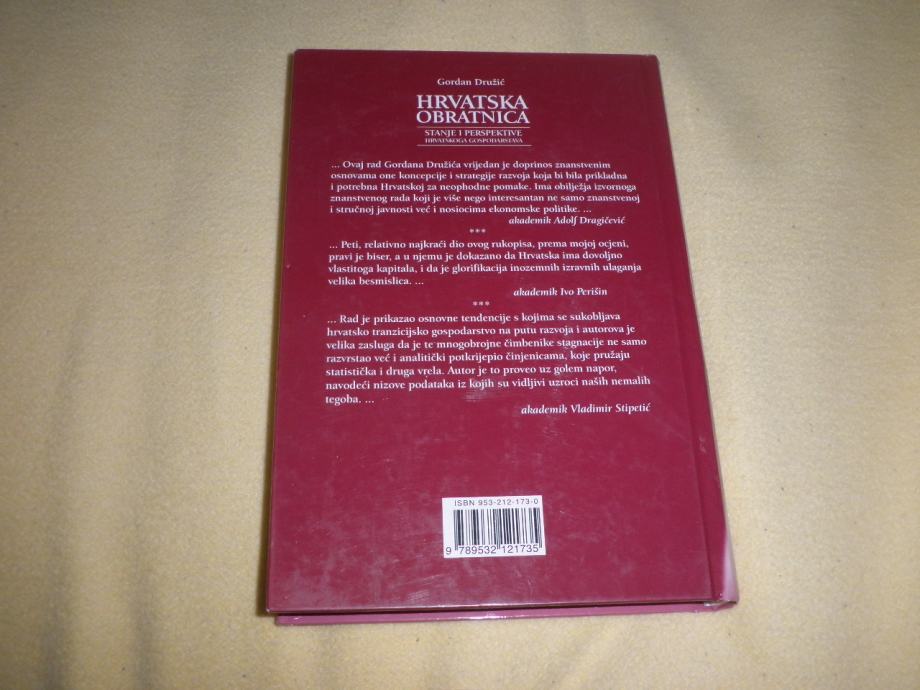 Gordan Družić
HRVATSKA
OBRATNICA
STANJE I PERSPEKTIVE
HRVATSKOGA GOSPODARSTAVA
... Ovaj rad Gordana Družića vrijedan je doprinos znanstvenim
osnovama one koncepcije i strategije razvoja koja bi bila prikladna
i potrebna Hrvatskoj za neophodne pomake. Ima obilježja izvornoga
znanstvenog rada koji je više nego interesantan ne samo znanstvenoj
i stručnoj javnosti već i nosiocima ekonomske politike. ...
akademik Adolf Dragičević
***
... Peti, relativno najkraći dio ovog rukopisa, prema mojoj ocjeni,
pravi je biser, a u njemu je dokazano da Hrvatska ima dovoljno
vlastitoga kapitala, i da je glorifikacija inozemnih izravnih ulaganja
velika besmislica. ...
akademik Ivo Perišin
***
... Rad je prikazao osnovne tendencije s kojima se sukobljava
hrvatsko tranzicijsko gospodarstvo na putu razvoja i autorova je
velika zasluga da je te mnogobrojne čimbenike stagnacije ne samo
razvrstao već i analitički potkrijepio činjenicama, koje pružaju
statistička i druga vrela. Autor je to proveo uz golem napor,
navodeći nizove podataka iz kojih su vidljivi uzroci naših nemalih
tegoba. ...
akademik Vladimir Stipetić
ISBN 953-212-173-0
9 789532 121735